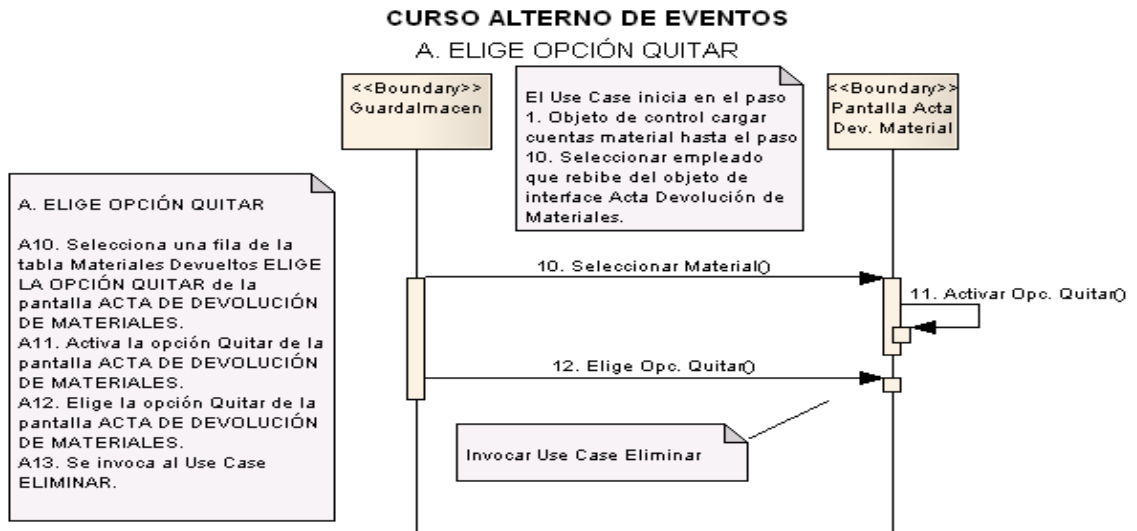 CURSO ALTERNO DE EVENTOS
A. ELIGE OPCIÓN QUITAR
<<Boundary>>
Guardalmacen
El Use Case inicia en el paso
1. Objeto de control cargar
cuentas material hasta el paso
10. Seleccionar empleado
que rebibe del objeto de
interface Acta Devolución de
Materiales.
<<Boundary>>
Pantalla Acta
Dev. Material
A. ELIGE OPCIÓN QUITAR
A10. Selecciona una fila de la
tabla Materiales Devueltos ELIGE
LA OPCIÓN QUITAR de la
pantalla ACTA DE DEVOLUCIÓN
DE MATERIALES.
A11. Activa la opción Quitar de la
pantalla ACTA DE DEVOLUCIÓN
DE MATERIALES.
A12. Elige la opción Quitar de la
pantalla ACTA DE DEVOLUCIÓN
DE MATERIALES.
A13. Se invoca al Use Case
ELIMINAR.
10. Seleccionar Material()
11. Activar Opc. Quitar()
12. Elige Opc. Quitar()
Invocar Use Case Eliminar